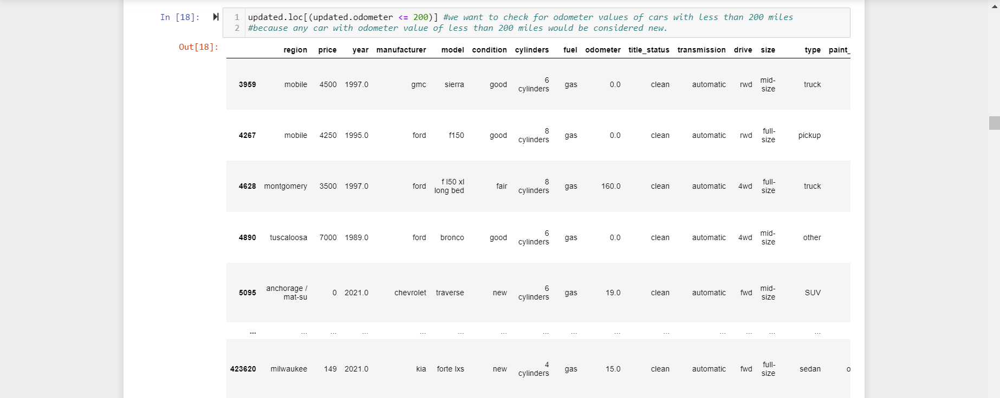 In [18]:
1 updated.loc[(updated.odometer <= 200)] #we want to check for odometer values of cars with less than 200 miles
2 #because any car with odometer value of less than 200 miles would be considered new.
Out[18]:
region price year manufacturer model condition cylinders fuel odometer title_status transmission drive size type paint_
3959 mobile 4500 1997.0 gmc sierra good 6 cylinders gas 0.0 clean automatic rwd mid-size truck
4267 mobile 4250 1995.0 ford f150 good 8 cylinders gas 0.0 clean automatic rwd full-size pickup
4628 montgomery 3500 1997.0 ford f l50 xl long bed fair 8 cylinders gas 160.0 clean automatic 4wd full-size truck
4890 tuscaloosa 7000 1989.0 ford bronco good 6 cylinders gas 0.0 clean automatic 4wd mid-size other
5095 anchorage / mat-su 0 2021.0 chevrolet traverse new 6 cylinders gas 19.0 clean automatic fwd mid-size SUV
... ... ... ... ... ... ... ... ... ... ... ... ... ... ...
423620 milwaukee 149 2021.0 kia forte lxs new 4 cylinders gas 15.0 clean automatic fwd full-size sedan o